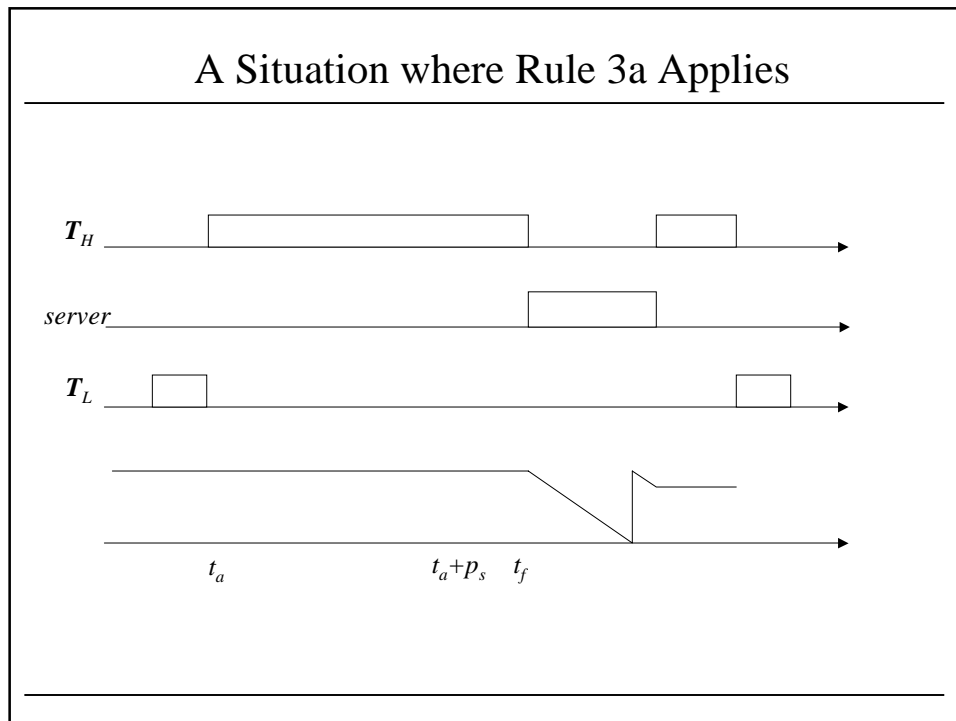 A Situation where Rule 3a Applies
T_H
server
T_L
t_a t_a+p_s t_f